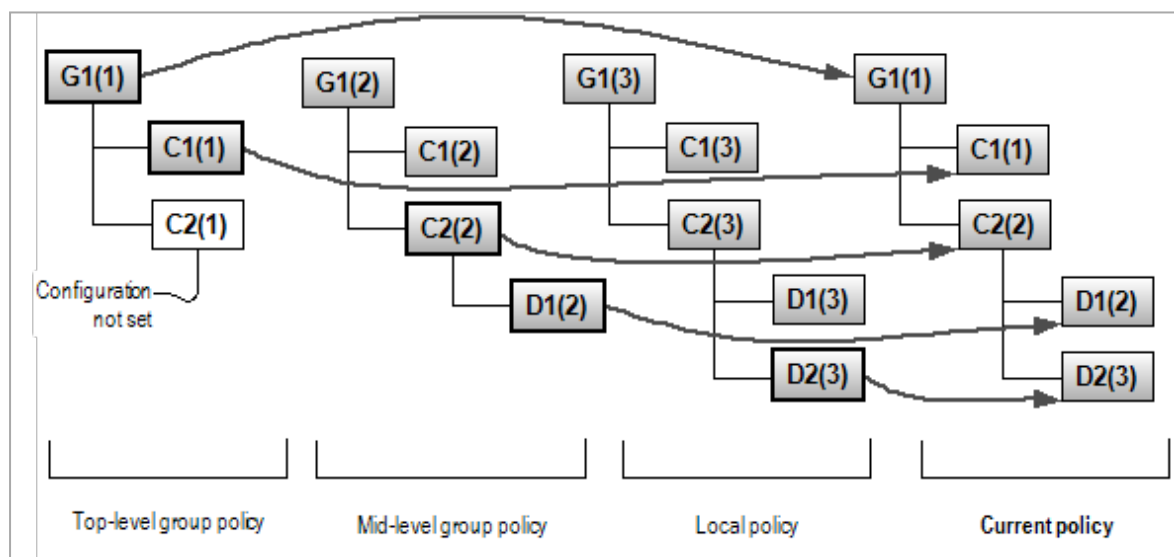 G1(1)
G1(2)
G1(3)
G1(1)
C1(1)
C1(2)
C1(3)
C1(1)
C2(1)
C2(2)
C2(3)
C2(2)
Configuration
not set
D1(2)
D1(3)
D1(2)
D2(3)
D2(3)
Top-level group policy
Mid-level group policy
Local policy
Current policy